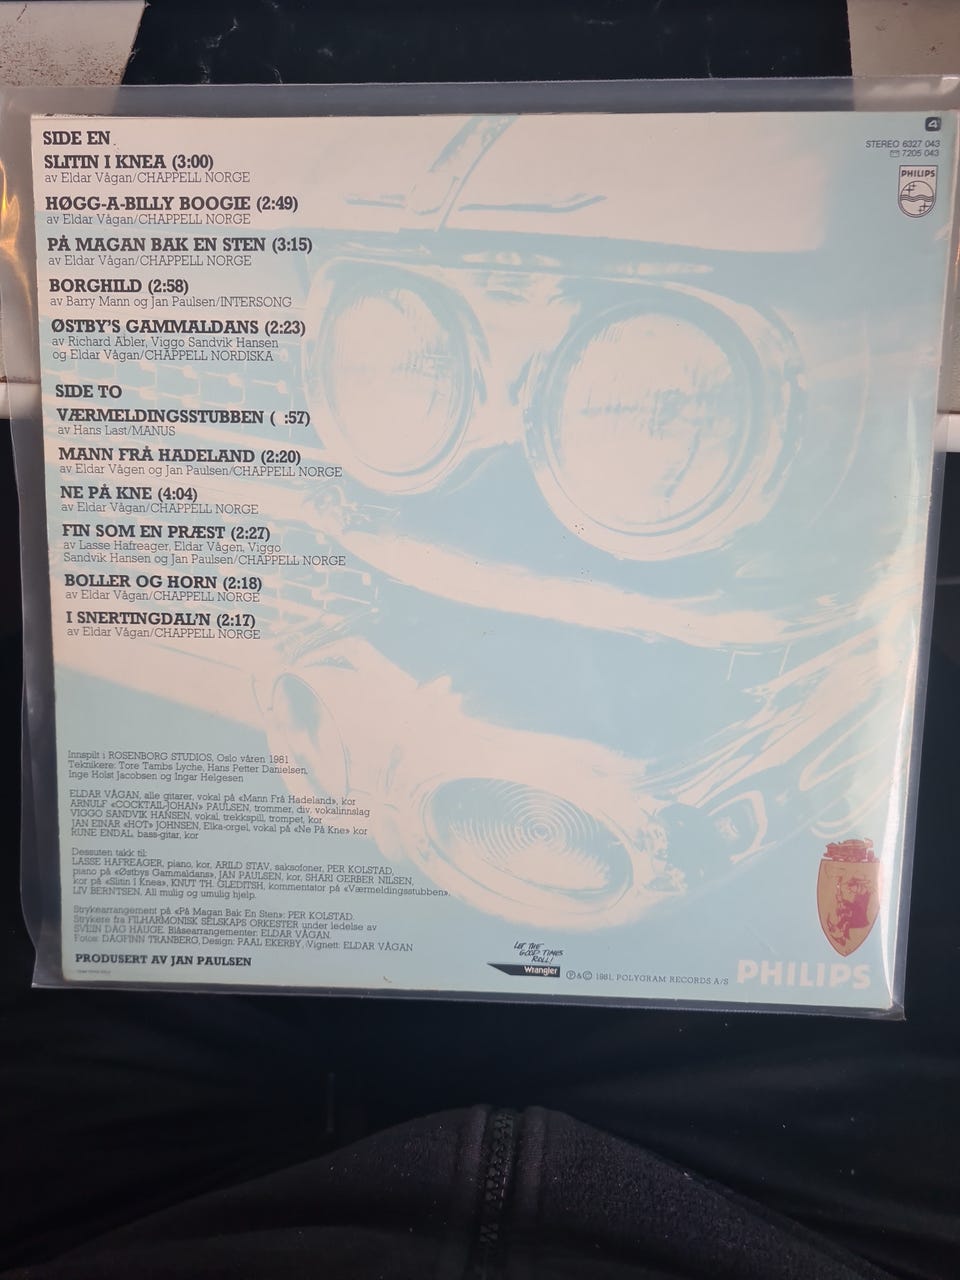 SIDE EN
SLITIN I KNEA (3:00)
av Eldar Vågan/CHAPPELL NORGE
HØGG-A-BILLY BOOGIE (2:49)
av Eldar Vågan/CHAPPELL NORGE
PÅ MAGAN BAK EN STEN (3:15)
av Eldar Vågan/CHAPPELL NORGE
BORGHILD (2:58)
av Barry Mann og Jan Paulsen/INTERSONG
ØSTBY'S GAMMALDANS (2:23)
av Richard Abler, Viggo Sandvik Hansen
og Eldar Vågan/CHAPPELL NORDISKA
SIDE TO
VÆRMELDINGSSTUBBEN ( :57)
av Hans Last/MANUS
MANN FRÅ HADELAND (2:20)
av Eldar Vågen og Jan Paulsen/CHAPPELL NORGE
NE PÅ KNE (4:04)
av Eldar Vågan/CHAPPELL NORGE
FIN SOM EN PRÆST (2:27)
av Lasse Hafreager, Eldar Vågen, Viggo
Sandvik Hansen og Jan Paulsen/CHAPPELL NORGE
BOLLER OG HORN (2:18)
av Eldar Vågan/CHAPPELL NORGE
I SNERTINGDAL'N (2:17)
av Eldar Vågan/CHAPPELL NORGE
Innspilt i ROSENBORG STUDIOS, Oslo våren 1981
Teknikere: Tore Tambs Lyche, Hans Petter Danielsen,
Inge Holst Jacobsen og Ingar Helgesen
ELDAR VÅGAN, alle gitarer, vokal på «Mann Frå Hadeland», kor
ARNULF «COCKTAIL-JOHAN» PAULSEN, trommer, div. vokalinnslag
VIGGO SANDVIK HANSEN, vokal, trekkspill, trompet, kor
JAN EINAR «HOT» JOHNSEN, Elka-orgel, vokal på «Ne På Kne» kor
RUNE ENDAL, bass-gitar, kor
Dessuten takk til:
LASSE HAFREAGER, piano, kor, ARILD STAV, saksofoner, PER KOLSTAD,
piano på «Østbys Gammaldans», JAN PAULSEN, kor, SHARI GERBER NILSEN,
kor på «Slitin i Knea», KNUT TH. GLEDITSH, kommentator på «Værmeldingsstubben»,
LIV BERNTSEN. All mulig og umulig hjelp.
Strykearrangement på «På Magan Bak En Sten»: PER KOLSTAD.
Strykere fra FILHARMONISK SELSKAPS ORKESTER under ledelse av
SVEIN DAG HAUGE. Blåsearrangementer: ELDAR VÅGAN.
Fotos: DAGFINN TRANBERG, Design: PAAL EKERBY, Vignett: ELDAR VÅGAN
PRODUSERT AV JAN PAULSEN
4
STEREO 6327 043
7205 043
PHILIPS
LET THE
GOOD TIMES
ROLL!
Wrangler
Ⓟ&© 1981, POLYGRAM RECORDS A/S
PHILIPS